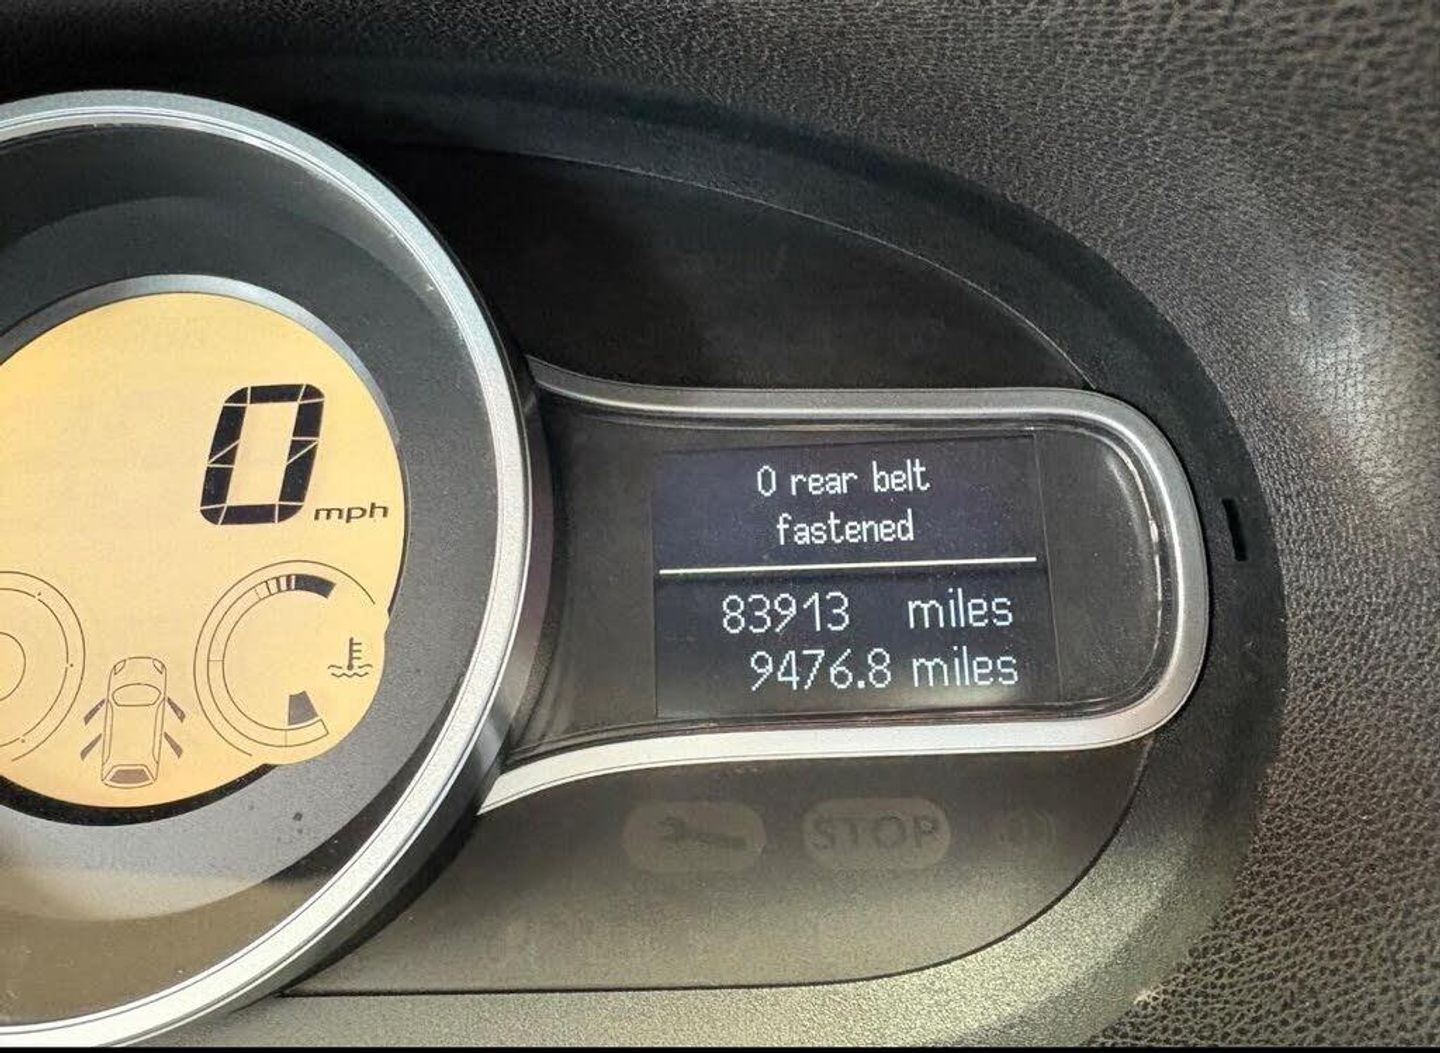 0
mph
0 rear belt
fastened
83913 miles
9476.8 miles
STOP